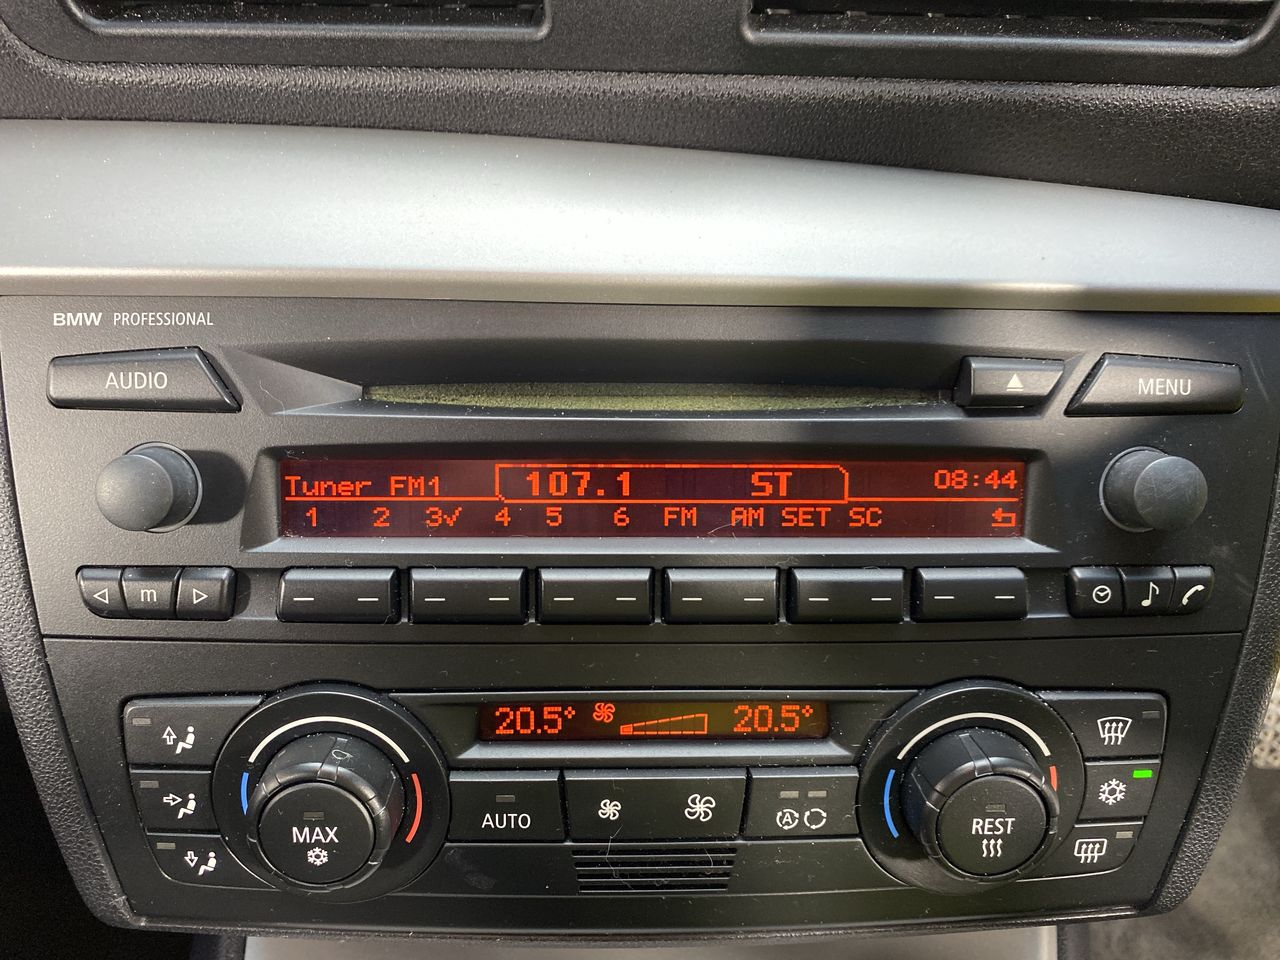 BMW PROFESSIONAL
AUDIO
MENU
Tuner FM1 107.1 ST 08:44
1 2 3✓ 4 5 6 FM AM SET SC
m
20.5° 20.5°
AUTO
A
MAX
REST